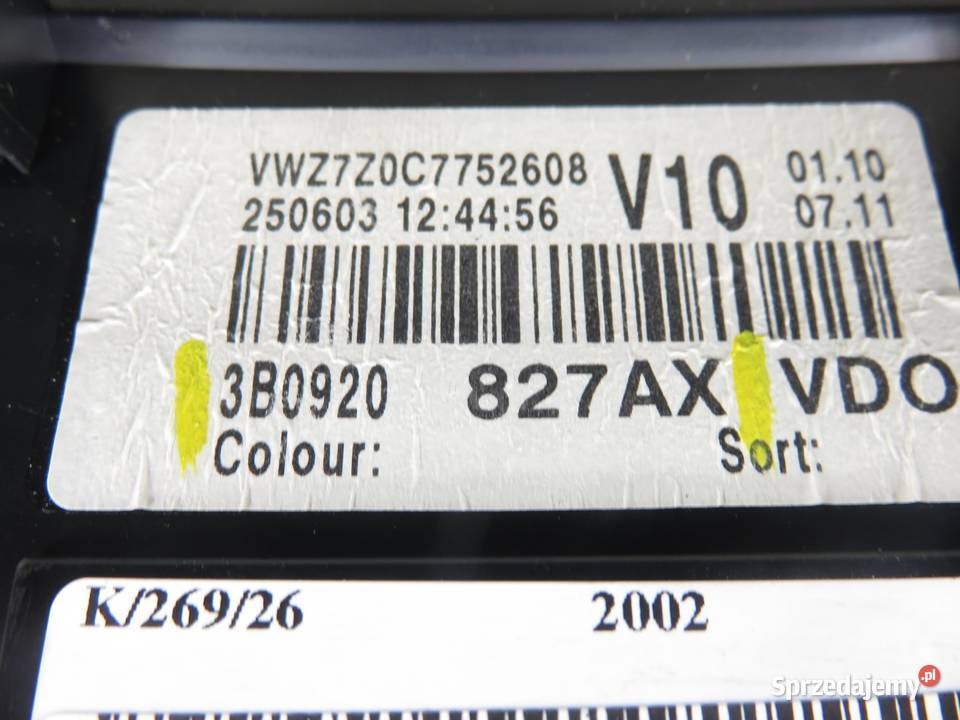 VWZ7Z0C7752608 V10 01.10
250603 12:44:56 07.11
3B0920 827AX VDO
Colour: Sort:
K/269/26 2002
Sprzedajemy.pl